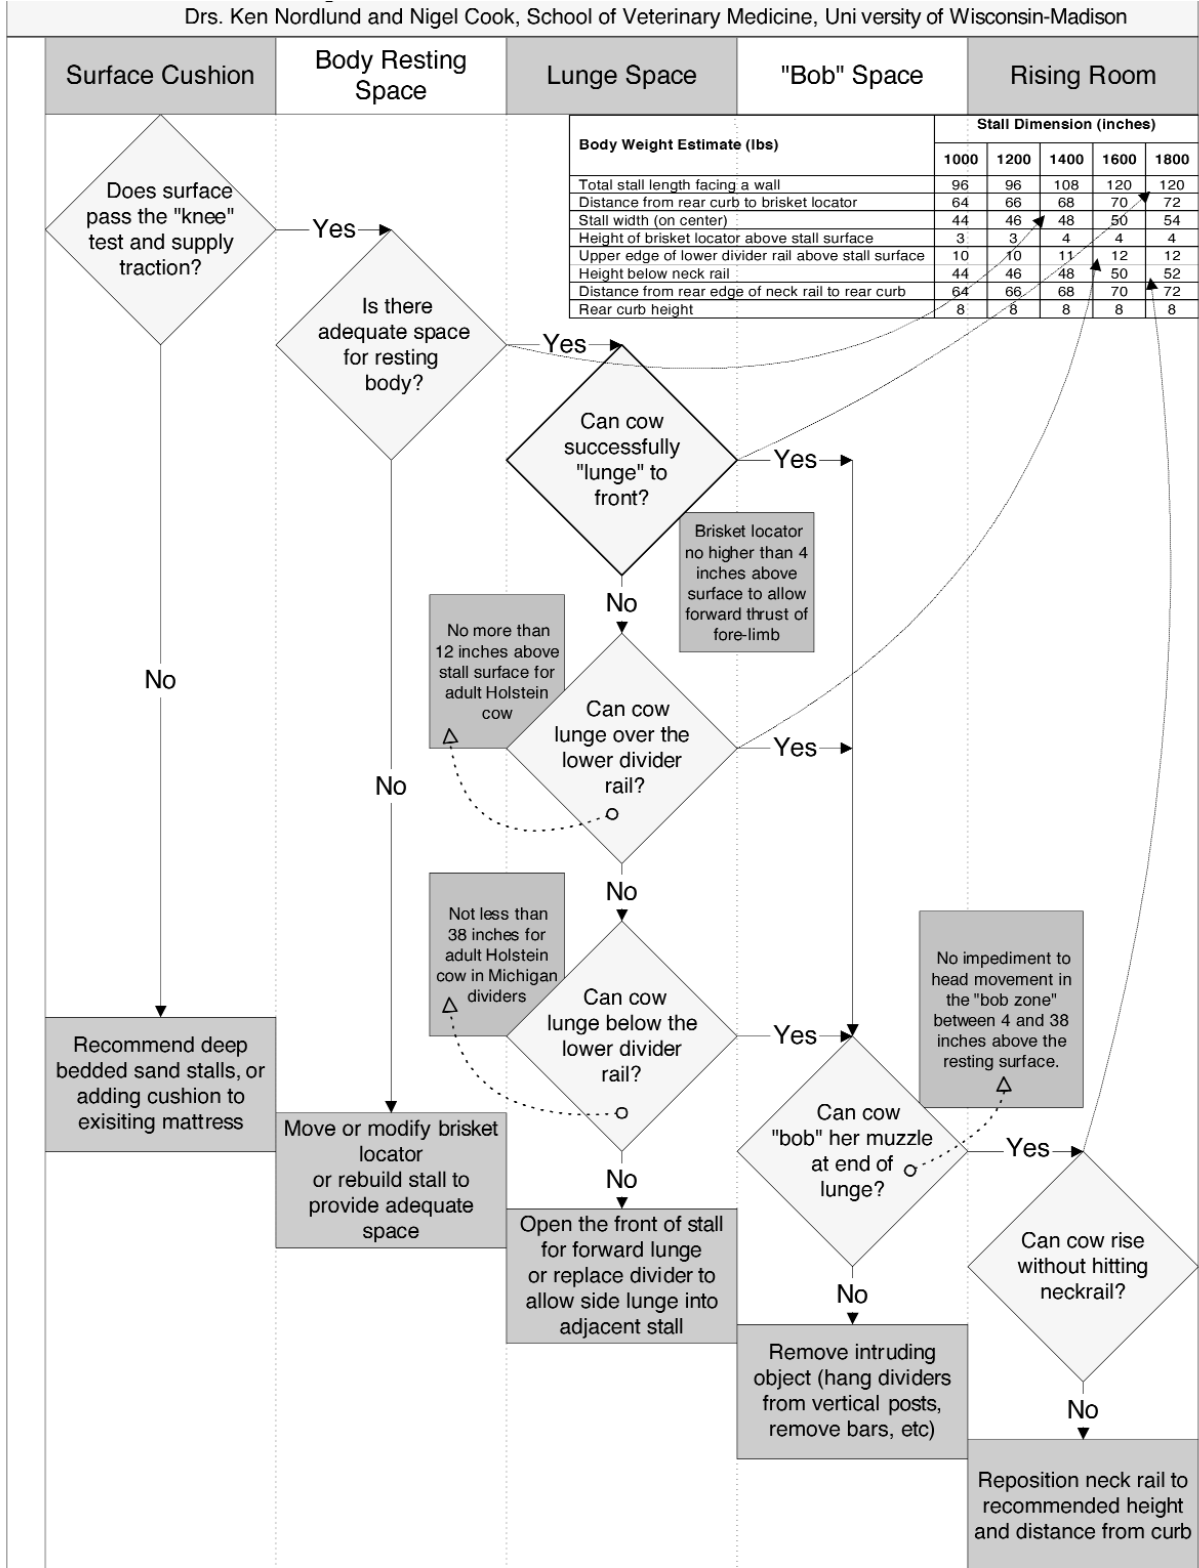 Drs. Ken Nordlund and Nigel Cook, School of Veterinary Medicine, Uni versity of Wisconsin-Madison
Surface Cushion
Body Resting
Space
Lunge Space
"Bob" Space
Rising Room
Body Weight Estimate (lbs)
Stall Dimension (inches)
1000 1200 1400 1600 1800
Total stall length facing a wall 96 96 108 120 120
Distance from rear curb to brisket locator 64 66 68 70 72
Stall width (on center) 44 46 48 50 54
Height of brisket locator above stall surface 3 3 4 4 4
Upper edge of lower divider rail above stall surface 10 10 11 12 12
Height below neck rail 44 46 48 50 52
Distance from rear edge of neck rail to rear curb 64 66 68 70 72
Rear curb height 8 8 8 8 8
Does surface
pass the "knee"
test and supply
traction?
Yes
Is there
adequate space
for resting
body?
Yes
Can cow
successfully
"lunge" to
front?
Yes
Brisket locator
no higher than 4
inches above
surface to allow
forward thrust of
fore-limb
No
No more than
12 inches above
stall surface for
adult Holstein
cow
Can cow
lunge over the
lower divider
rail?
Yes
No
No
No
Not less than
38 inches for
adult Holstein
cow in Michigan
dividers
Can cow
lunge below the
lower divider
rail?
Yes
No impediment to
head movement in
the "bob zone"
between 4 and 38
inches above the
resting surface.
Recommend deep
bedded sand stalls, or
adding cushion to
exisiting mattress
Move or modify brisket
locator
or rebuild stall to
provide adequate
space
No
Open the front of stall
for forward lunge
or replace divider to
allow side lunge into
adjacent stall
Can cow
"bob" her muzzle
at end of
lunge?
Yes
Can cow rise
without hitting
neckrail?
No
Remove intruding
object (hang dividers
from vertical posts,
remove bars, etc)
No
Reposition neck rail to
recommended height
and distance from curb